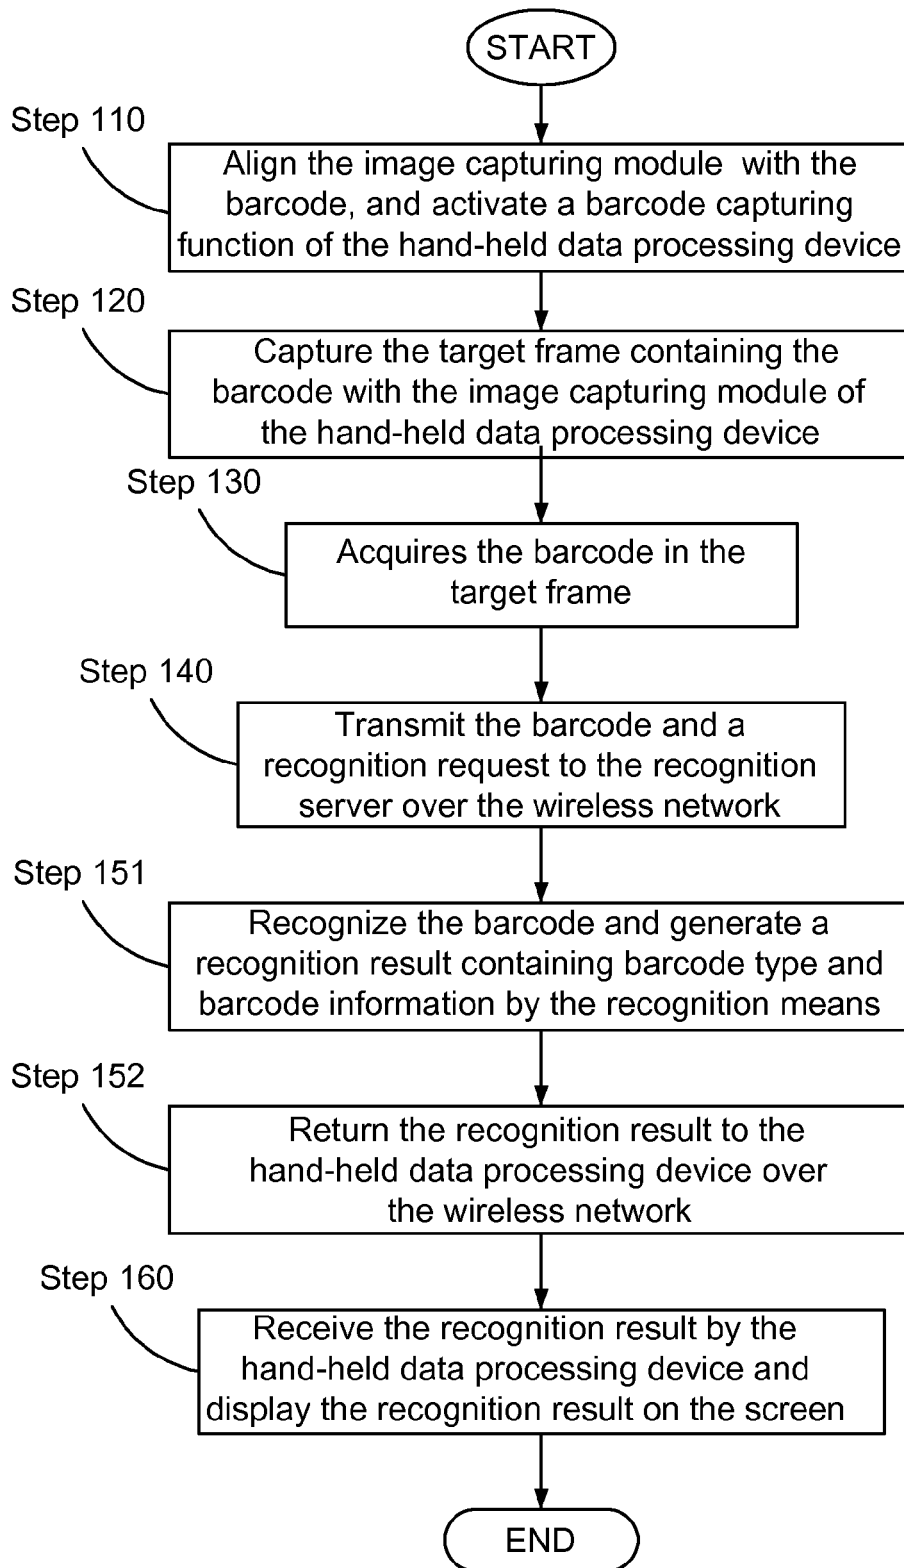 START
Step 110
Align the image capturing module with the
barcode, and activate a barcode capturing
function of the hand-held data processing device
Step 120
Capture the target frame containing the
barcode with the image capturing module of
the hand-held data processing device
Step 130
Acquires the barcode in the
target frame
Step 140
Transmit the barcode and a
recognition request to the recognition
server over the wireless network
Step 151
Recognize the barcode and generate a
recognition result containing barcode type and
barcode information by the recognition means
Step 152
Return the recognition result to the
hand-held data processing device over
the wireless network
Step 160
Receive the recognition result by the
hand-held data processing device and
display the recognition result on the screen
END